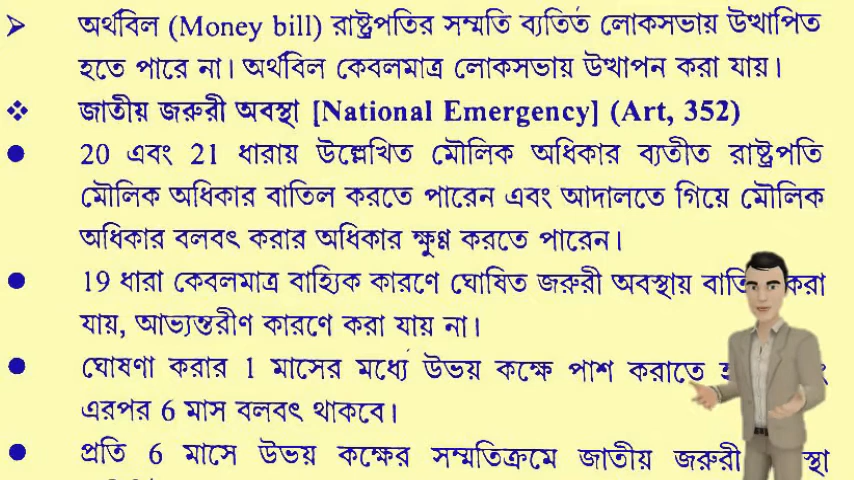 ➢ অর্থবিল (Money bill) রাষ্ট্রপতির সম্মতি ব্যতির্ত লোকসভায় উত্থাপিত
হতে পারে না। অর্থবিল কেবলমাত্র লোকসভায় উত্থাপন করা যায়।
❖ জাতীয় জরুরী অবস্থা [National Emergency] (Art, 352)
● 20 এবং 21 ধারায় উল্লেখিত মৌলিক অধিকার ব্যতীত রাষ্ট্রপতি
মৌলিক অধিকার বাতিল করতে পারেন এবং আদালতে গিয়ে মৌলিক
অধিকার বলবৎ করার অধিকার ক্ষুণ্ণ করতে পারেন।
● 19 ধারা কেবলমাত্র বাহ্যিক কারণে ঘোষিত জরুরী অবস্থায় করা
যায়, আভ্যন্তরীণ কারণে করা যায় না।
● ঘোষণা করার 1 মাসের মধ্যে উভয় কক্ষে পাশ করাতে
এরপর 6 মাস বলবৎ থাকবে।
● প্রতি 6 মাসে উভয় কক্ষের সম্মতিক্রমে জাতীয় জরুরী